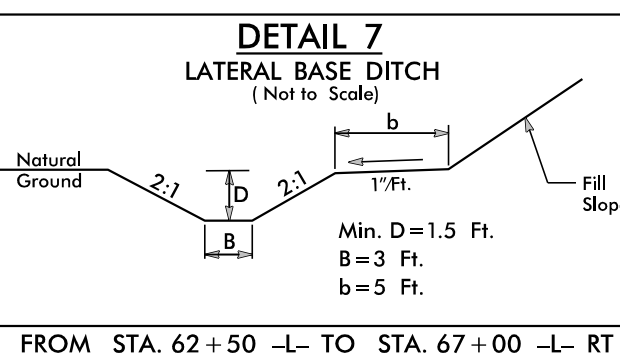 DETAIL 7
LATERAL BASE DITCH
( Not to Scale)
b
Natural
Ground
2:1
D
2:1
1"/Ft.
Fill
Slop
B
Min. D=1.5 Ft.
B=3 Ft.
b=5 Ft.
FROM STA. 62+50 -L- TO STA. 67+00 -L- RT